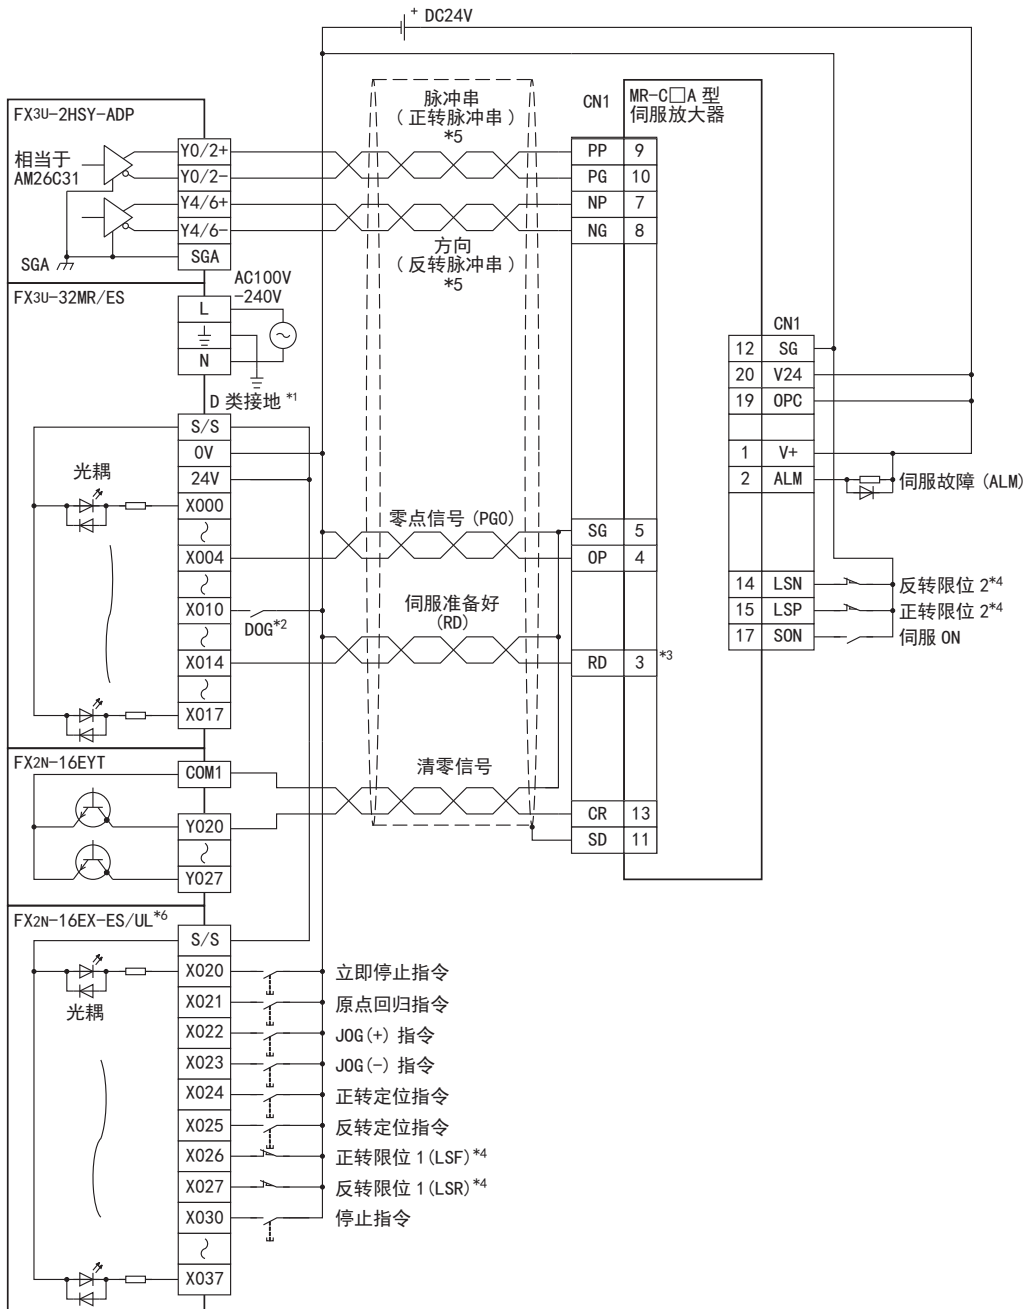 + DC24V
FX3U-2HSY-ADP
相当于
AM26C31
Y0/2+
Y0/2-
Y4/6+
Y4/6-
SGA
SGA
脉冲串
(正转脉冲串)
*5
方向
(反转脉冲串)
*5
CN1
MR-C□A 型
伺服放大器
PP 9
PG 10
NP 7
NG 8
FX3U-32MR/ES
AC100V
-240V
L
N
D 类接地 *1
S/S
0V
24V
光耦
X000
X004
X010
DOG*2
X014
X017
零点信号 (PG0)
伺服准备好
(RD)
SG 5
OP 4
RD 3 *3
CN1
12 SG
20 V24
19 OPC
1 V+
2 ALM
伺服故障 (ALM)
14 LSN
反转限位 2*4
15 LSP
正转限位 2*4
17 SON
伺服 ON
FX2N-16EYT
COM1
Y020
Y027
清零信号
CR 13
SD 11
FX2N-16EX-ES/UL*6
S/S
光耦
X020 立即停止指令
X021 原点回归指令
X022 JOG(+) 指令
X023 JOG(-) 指令
X024 正转定位指令
X025 反转定位指令
X026 正转限位 1(LSF)*4
X027 反转限位 1(LSR)*4
X030 停止指令
X037